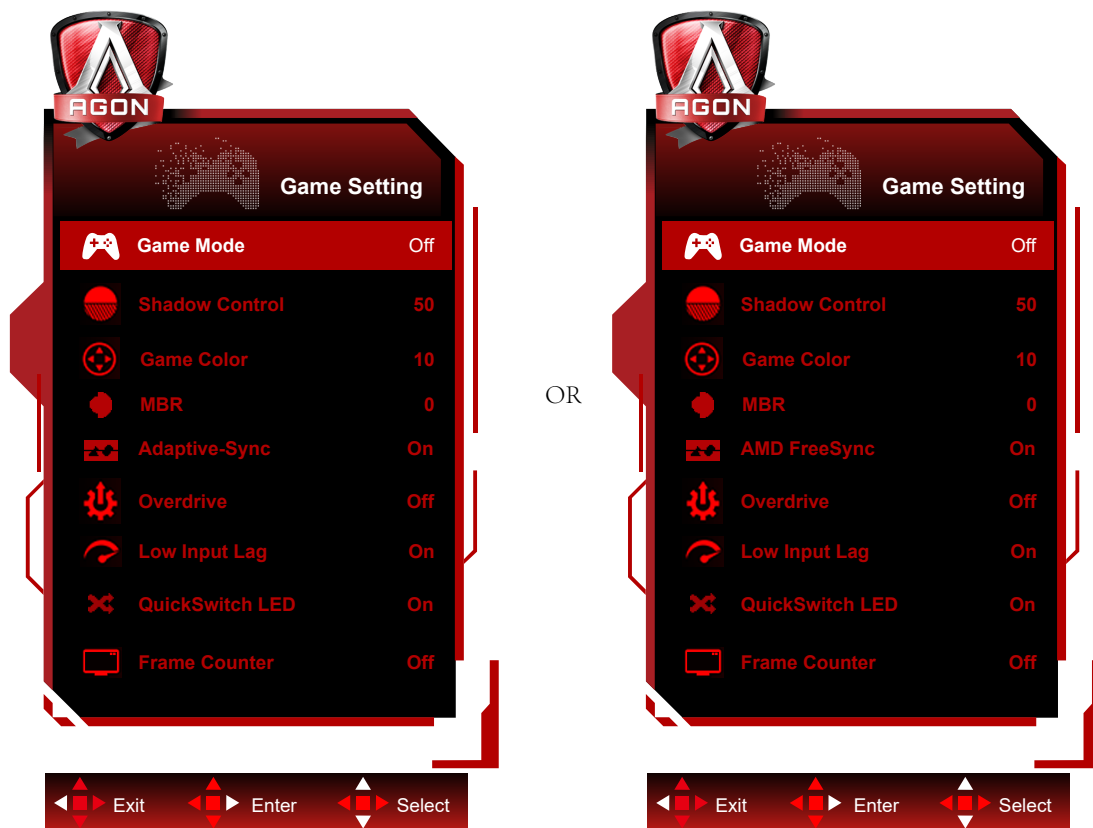 AGON
Game Setting
Game Mode Off
Shadow Control 50
Game Color 10
MBR 0
Adaptive-Sync On
Overdrive Off
Low Input Lag On
QuickSwitch LED On
Frame Counter Off
Exit Enter Select
OR
AGON
Game Setting
Game Mode Off
Shadow Control 50
Game Color 10
MBR 0
AMD FreeSync On
Overdrive Off
Low Input Lag On
QuickSwitch LED On
Frame Counter Off
Exit Enter Select